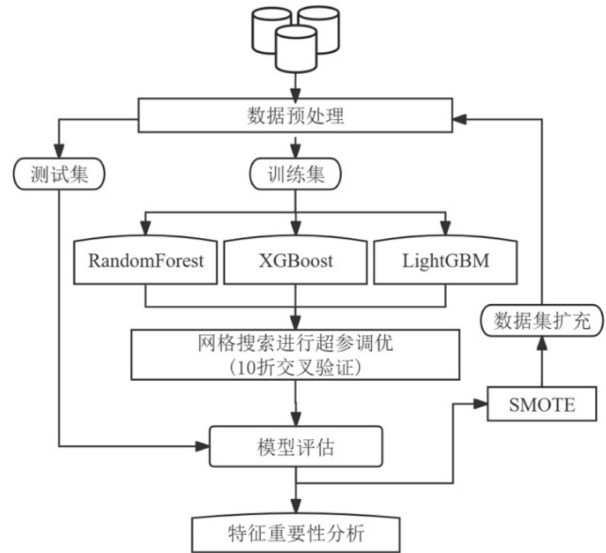 数据预处理
测试集
训练集
RandomForest
XGBoost
LightGBM
数据集扩充
网格搜索进行超参调优
(10折交叉验证)
SMOTE
模型评估
特征重要性分析